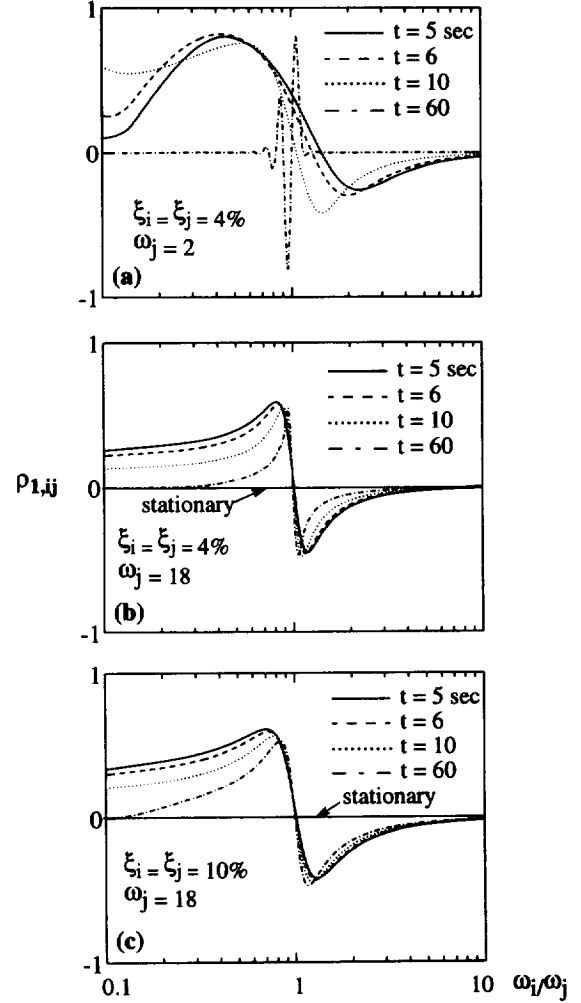 1
t = 5 sec
t = 6
t = 10
t = 60
0
ξi = ξj = 4%
ωj = 2
(a)
-1
1
t = 5 sec
t = 6
t = 10
t = 60
ρ1,ij
0
stationary
ξi = ξj = 4%
ωj = 18
(b)
-1
1
t = 5 sec
t = 6
t = 10
t = 60
stationary
0
ξi = ξj = 10%
ωj = 18
(c)
-1
0.1 1 10 ωi/ωj